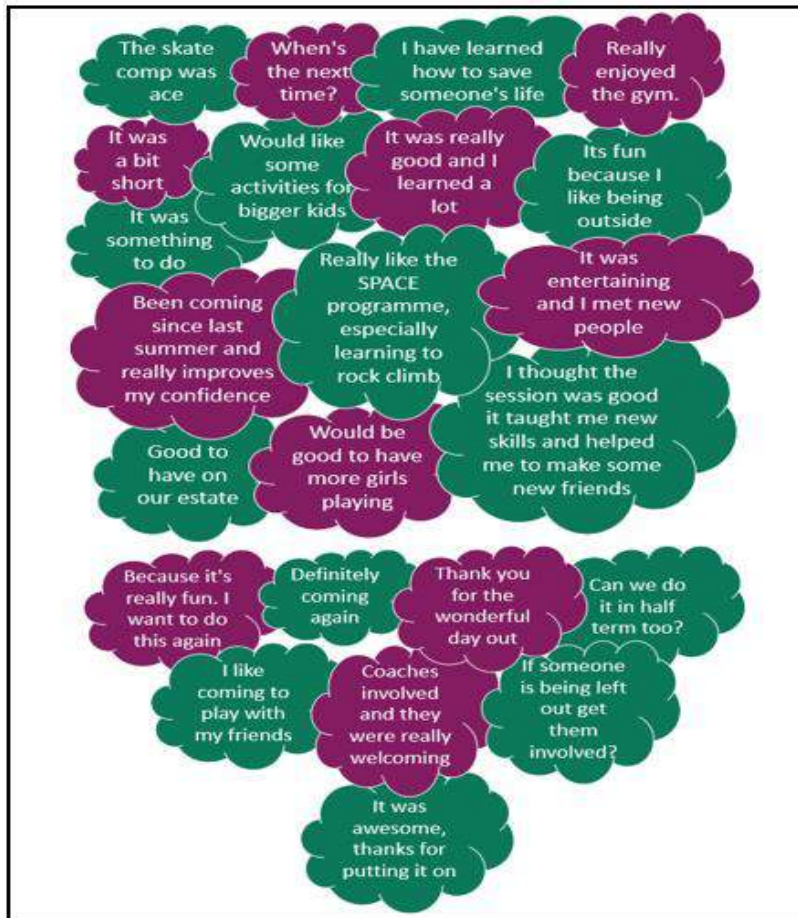 The skate
comp was
ace
When's
the next
time?
I have learned
how to save
someone's life
Really
enjoyed
the gym.
It was
a bit
short
Would like
some
activities for
bigger kids
It was really
good and I
learned a
lot
Its fun
because I
like being
outside
It was
something
to do
Really like the
SPACE
programme,
especially
learning to
rock climb
It was
entertaining
and I met new
people
Been coming
since last
summer and
really improves
my confidence
I thought the
session was good
it taught me new
skills and helped
me to make some
new friends
Good to
have on
our estate
Would be
good to have
more girls
playing
Because it's
really fun. I
want to do
this again
Definitely
coming
again
Thank you
for the
wonderful
day out
Can we do
it in half
term too?
I like
coming to
play with
my friends
Coaches
involved
and they
were really
welcoming
If someone
is being left
out get
them
involved?
It was
awesome,
thanks for
putting it on